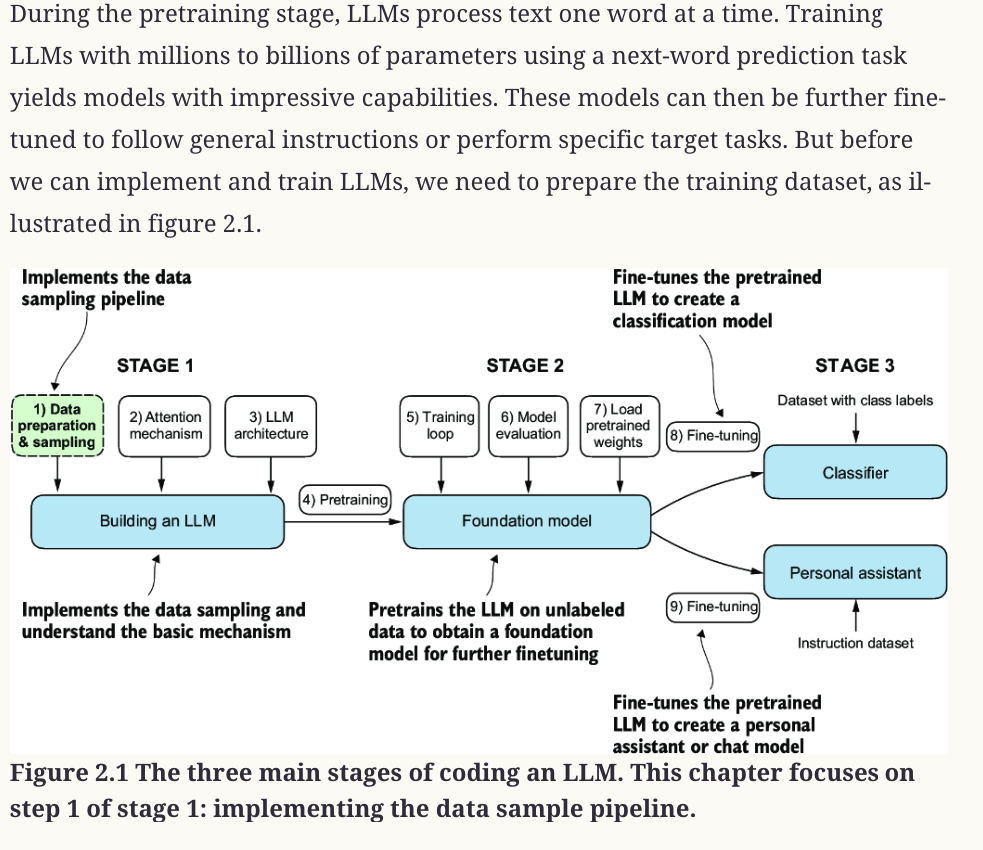 During the pretraining stage, LLMs process text one word at a time. Training
LLMs with millions to billions of parameters using a next-word prediction task
yields models with impressive capabilities. These models can then be further fine-
tuned to follow general instructions or perform specific target tasks. But before
we can implement and train LLMs, we need to prepare the training dataset, as il-
lustrated in figure 2.1.
Implements the data
sampling pipeline
Fine-tunes the pretrained
LLM to create a
classification model
STAGE 1
STAGE 2
STAGE 3
1) Data
preparation
& sampling
2) Attention
mechanism
3) LLM
architecture
5) Training
loop
6) Model
evaluation
7) Load
pretrained
weights
8) Fine-tuning
Dataset with class labels
Classifier
Building an LLM
4) Pretraining
Foundation model
Personal assistant
9) Fine-tuning
Instruction dataset
Implements the data sampling and
understand the basic mechanism
Pretrains the LLM on unlabeled
data to obtain a foundation
model for further finetuning
Fine-tunes the pretrained
LLM to create a personal
assistant or chat model
Figure 2.1 The three main stages of coding an LLM. This chapter focuses on
step 1 of stage 1: implementing the data sample pipeline.